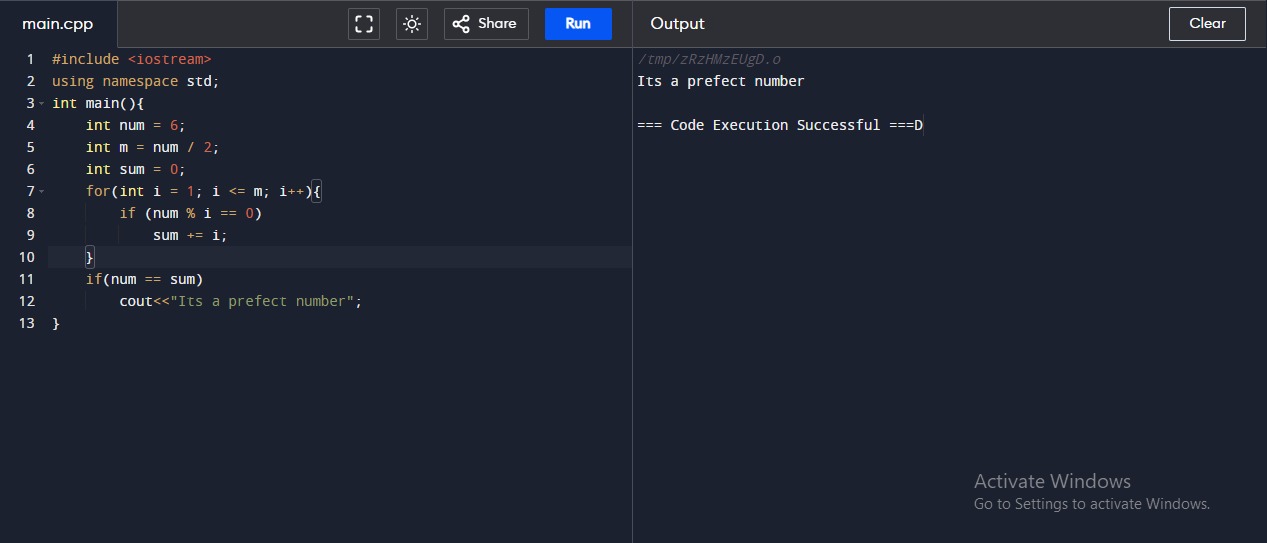 main.cpp Share Run Output Clear
1 #include <iostream>
2 using namespace std;
3 int main(){
4     int num = 6;
5     int m = num / 2;
6     int sum = 0;
7     for(int i = 1; i <= m; i++){
8         if (num % i == 0)
9             sum += i;
10     }
11     if(num == sum)
12         cout<<"Its a prefect number";
13 }
/tmp/zRzHMzEUgD.o
Its a prefect number
=== Code Execution Successful ===D
Activate Windows
Go to Settings to activate Windows.